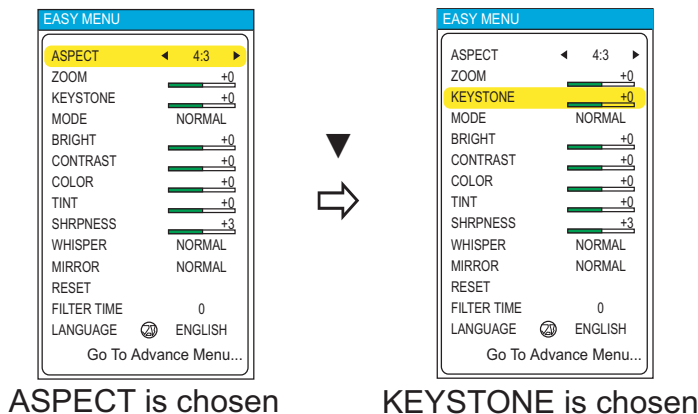 EASY MENU
ASPECT ◀ 4:3 ▶
ZOOM +0
KEYSTONE +0
MODE NORMAL
BRIGHT +0
CONTRAST +0
COLOR +0
TINT +0
SHRPNESS +3
WHISPER NORMAL
MIRROR NORMAL
RESET
FILTER TIME 0
LANGUAGE ENGLISH
Go To Advance Menu...
ASPECT is chosen
▼
EASY MENU
ASPECT ◀ 4:3 ▶
ZOOM +0
KEYSTONE +0
MODE NORMAL
BRIGHT +0
CONTRAST +0
COLOR +0
TINT +0
SHRPNESS +3
WHISPER NORMAL
MIRROR NORMAL
RESET
FILTER TIME 0
LANGUAGE ENGLISH
Go To Advance Menu...
KEYSTONE is chosen